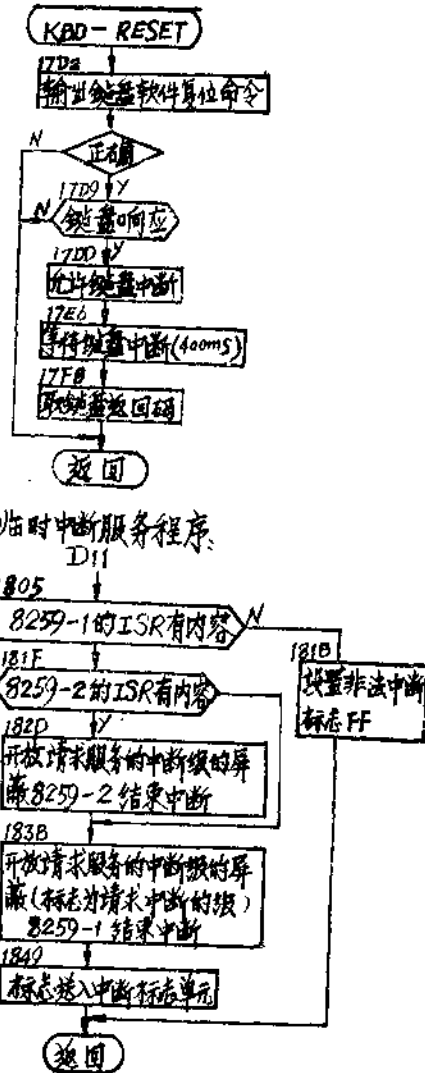 KBD-RESET
17D2
输出键盘软件复位命令
N
正确
17D9
Y
N
键盘响应
17DD
Y
允许键盘中断
17E6
等待键盘中断(400mS)
17FB
取键盘返回码
返回
临时中断服务程序:
D11
1805
8259-1的ISR有内容
N
181F
181B
8259-2的ISR有内容
设置非法中断
标志FF
182D
Y
开放请求服务的中断级的屏
蔽8259-2结束中断
183B
开放请求服务的中断级的屏
蔽(标志为请求中断的级)
8259-1结束中断
1849
标志送入中断标志单元
返回